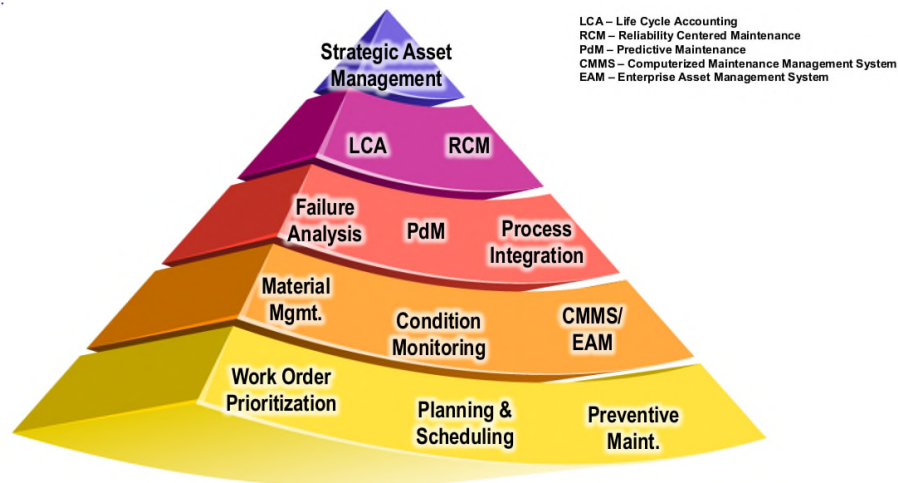 LCA – Life Cycle Accounting
RCM – Reliability Centered Maintenance
PdM – Predictive Maintenance
CMMS – Computerized Maintenance Management System
EAM – Enterprise Asset Management System
Strategic Asset
Management
LCA
RCM
Failure
Analysis
PdM
Process
Integration
Material
Mgmt.
Condition
Monitoring
CMMS/
EAM
Work Order
Prioritization
Planning &
Scheduling
Preventive
Maint.